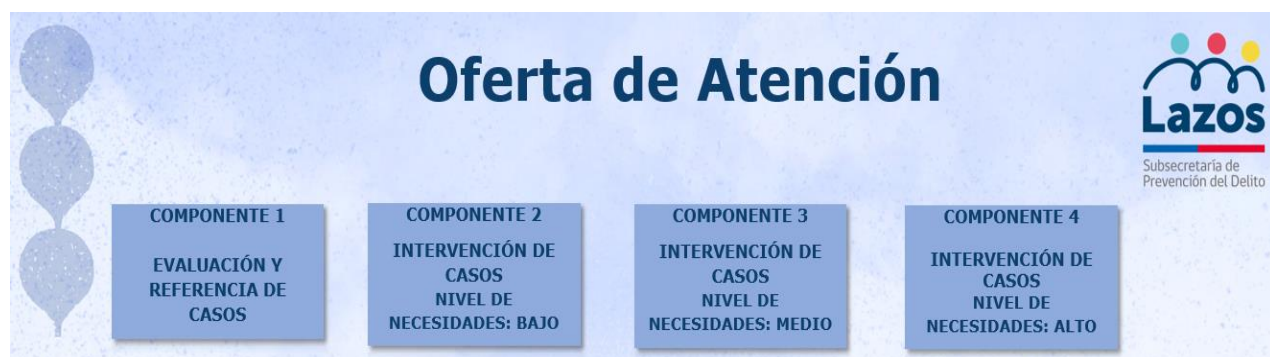 Oferta de Atención
Lazos
Subsecretaría de
Prevención del Delito
COMPONENTE 1
EVALUACIÓN Y
REFERENCIA DE
CASOS
COMPONENTE 2
INTERVENCIÓN DE
CASOS
NIVEL DE
NECESIDADES: BAJO
COMPONENTE 3
INTERVENCIÓN DE
CASOS
NIVEL DE
NECESIDADES: MEDIO
COMPONENTE 4
INTERVENCIÓN DE
CASOS
NIVEL DE
NECESIDADES: ALTO